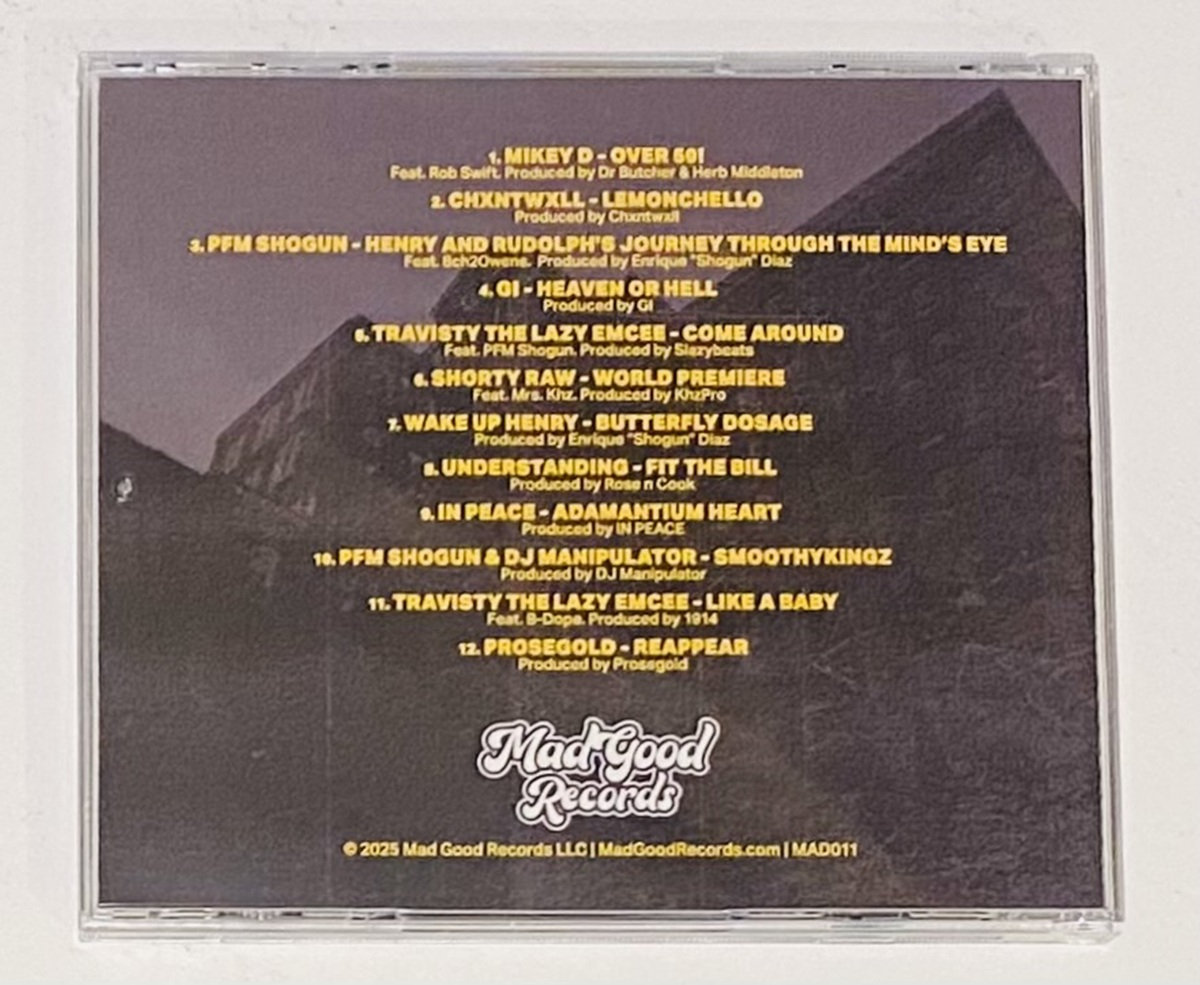 1. MIKEY D - OVER 50!
Feat. Rob Swift. Produced by Dr Butcher & Herb Middleton
2. CHXNTWXLL - LEMONCHELLO
Produced by Chxntwxll
3. PFM SHOGUN - HENRY AND RUDOLPH'S JOURNEY THROUGH THE MIND'S EYE
Feat. 8ch2Owens. Produced by Enrique "Shogun" Diaz
4. GI - HEAVEN OR HELL
Produced by GI
5. TRAVISTY THE LAZY EMCEE - COME AROUND
Feat. PFM Shogun. Produced by Slazybeats
6. SHORTY RAW - WORLD PREMIERE
Feat. Mrs. Khz. Produced by KhzPro
7. WAKE UP HENRY - BUTTERFLY DOSAGE
Produced by Enrique "Shogun" Diaz
8. UNDERSTANDING - FIT THE BILL
Produced by Rose n Cook
9. IN PEACE - ADAMANTIUM HEART
Produced by IN PEACE
10. PFM SHOGUN & DJ MANIPULATOR - SMOOTHYKINGZ
Produced by DJ Manipulator
11. TRAVISTY THE LAZY EMCEE - LIKE A BABY
Feat. B-Dope. Produced by 1914
12. PROSEGOLD - REAPPEAR
Produced by Prosegold
Mad Good
Records
© 2025 Mad Good Records LLC | MadGoodRecords.com | MAD011